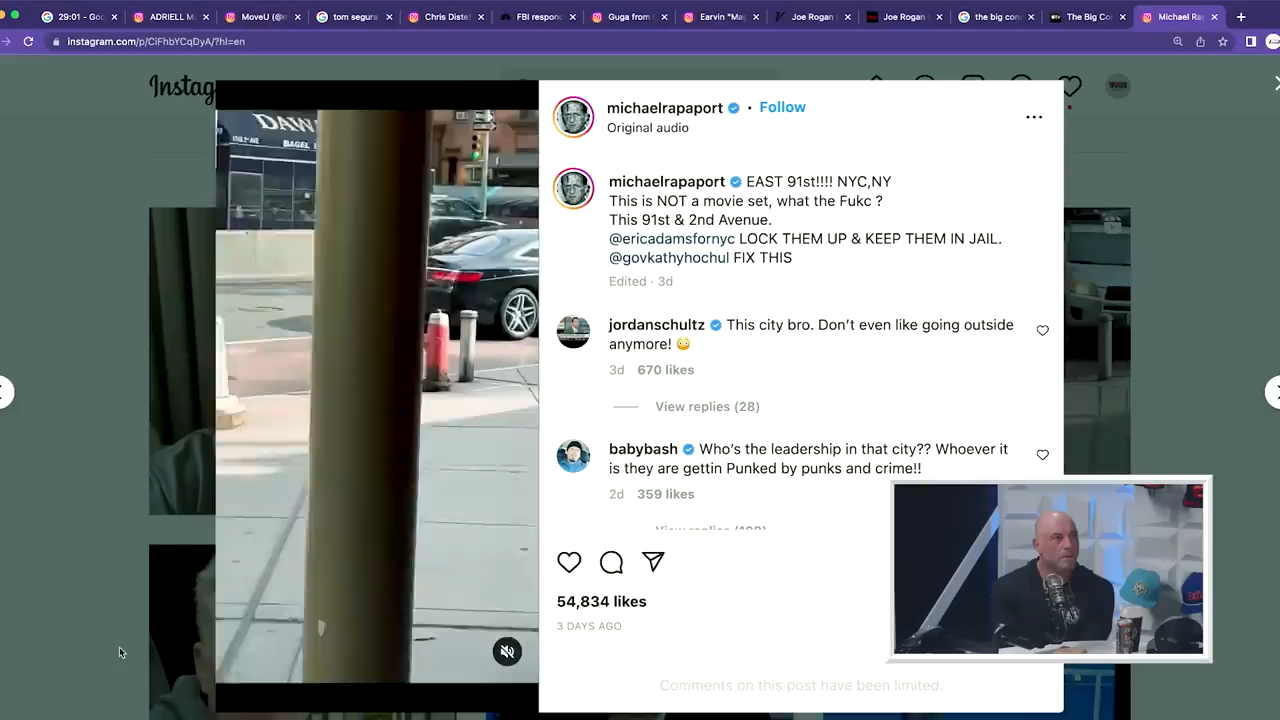 29:01 - Goo
ADRIELL M
MoveU (@m
tom segura
Chris Diste
FBI respon
Guga from
Earvin "Ma
Joe Rogan
Joe Rogan
the big con
The Big Co
Michael Ra
instagram.com/p/CiFhbYCqDyA/?hl=en
Instag
DAW
BAGEL
michaelrapaport • Follow
Original audio
michaelrapaport EAST 91st!!!! NYC,NY
This is NOT a movie set, what the Fukc ?
This 91st & 2nd Avenue.
@ericadamsfornyc LOCK THEM UP & KEEP THEM IN JAIL.
@govkathyhochul FIX THIS
Edited · 3d
jordanschultz This city bro. Don't even like going outside
anymore! 😳
3d 670 likes
View replies (28)
babybash Who's the leadership in that city?? Whoever it
is they are gettin Punked by punks and crime!!
2d 359 likes
54,834 likes
3 DAYS AGO
Comments on this post have been limited.